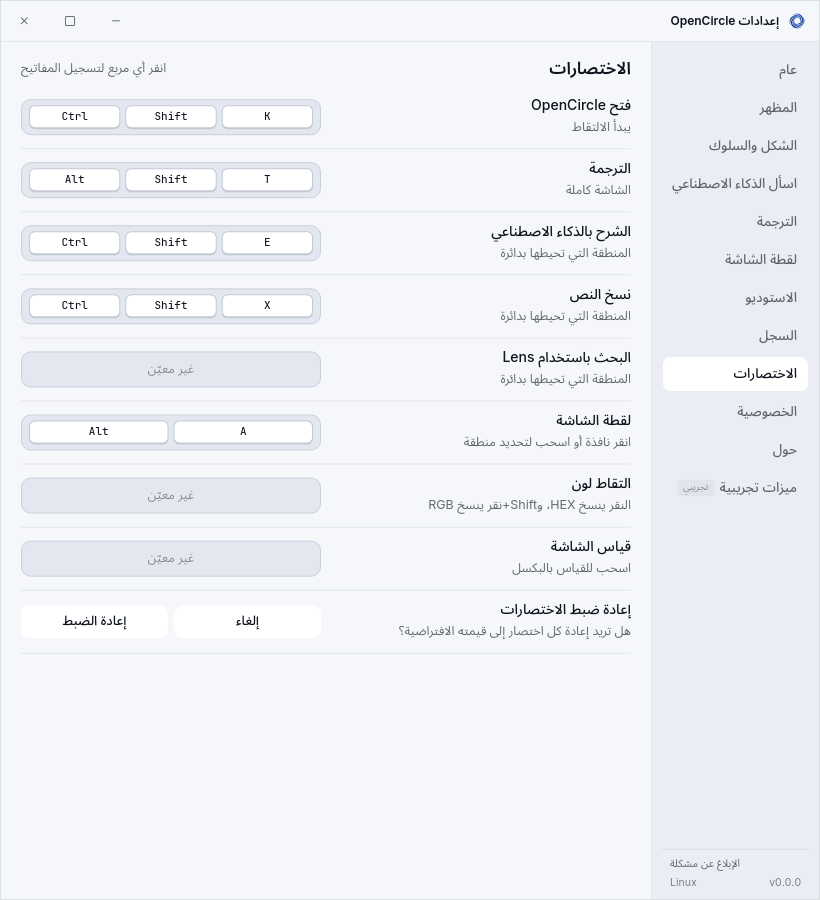 إعدادات OpenCircle
عام
المظهر
الشكل والسلوك
اسأل الذكاء الاصطناعي
الترجمة
لقطة الشاشة
الاستوديو
السجل
الاختصارات
الخصوصية
حول
ميزات تجريبية تجريبي
الإبلاغ عن مشكلة
Linux v0.0.0
الاختصارات
انقر أي مربع لتسجيل المفاتيح
فتح OpenCircle
يبدأ الالتقاط
Ctrl Shift K
الترجمة
الشاشة كاملة
Alt Shift T
الشرح بالذكاء الاصطناعي
المنطقة التي تحيطها بدائرة
Ctrl Shift E
نسخ النص
المنطقة التي تحيطها بدائرة
Ctrl Shift X
البحث باستخدام Lens
المنطقة التي تحيطها بدائرة
غير معيّن
لقطة الشاشة
انقر نافذة أو اسحب لتحديد منطقة
Alt A
التقاط لون
النقر ينسخ HEX، وShift+نقر ينسخ RGB
غير معيّن
قياس الشاشة
اسحب للقياس بالبكسل
غير معيّن
إعادة ضبط الاختصارات
هل تريد إعادة كل اختصار إلى قيمته الافتراضية؟
إلغاء
إعادة الضبط